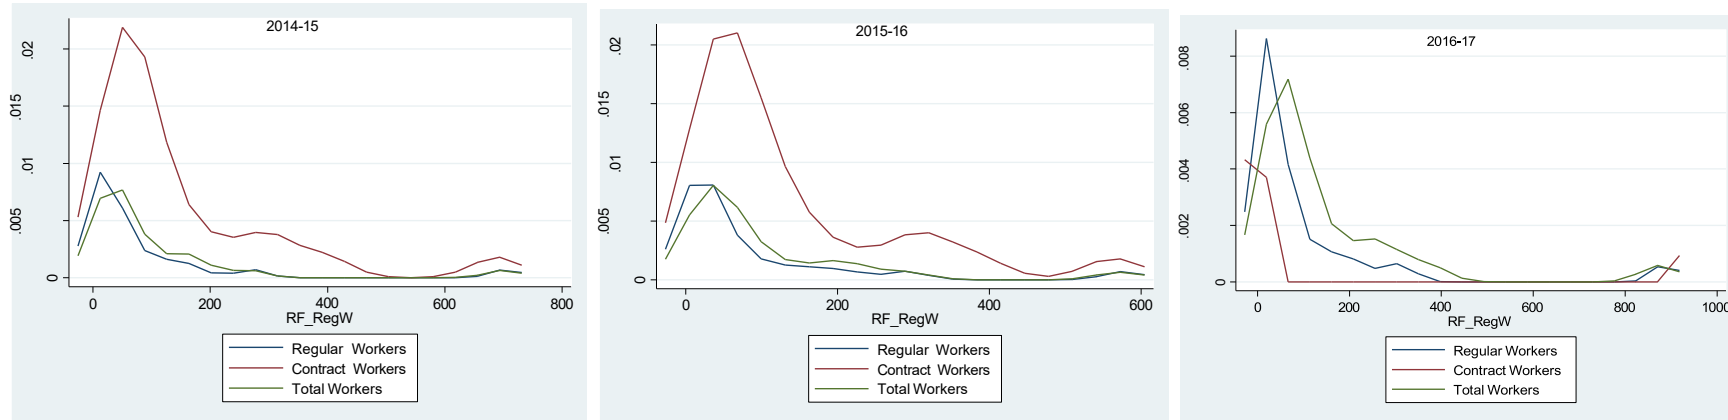 2014-15
.02
.015
.01
.005
0
0 200 400 600 800
RF_RegW
Regular Workers
Contract Workers
Total Workers
2015-16
.02
.015
.01
.005
0
0 200 400 600
RF_RegW
Regular Workers
Contract Workers
Total Workers
2016-17
.008
.006
.004
.002
0
0 200 400 600 800 1000
RF_RegW
Regular Workers
Contract Workers
Total Workers